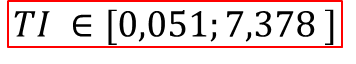 TI ∈ [0,051; 7,378 ]